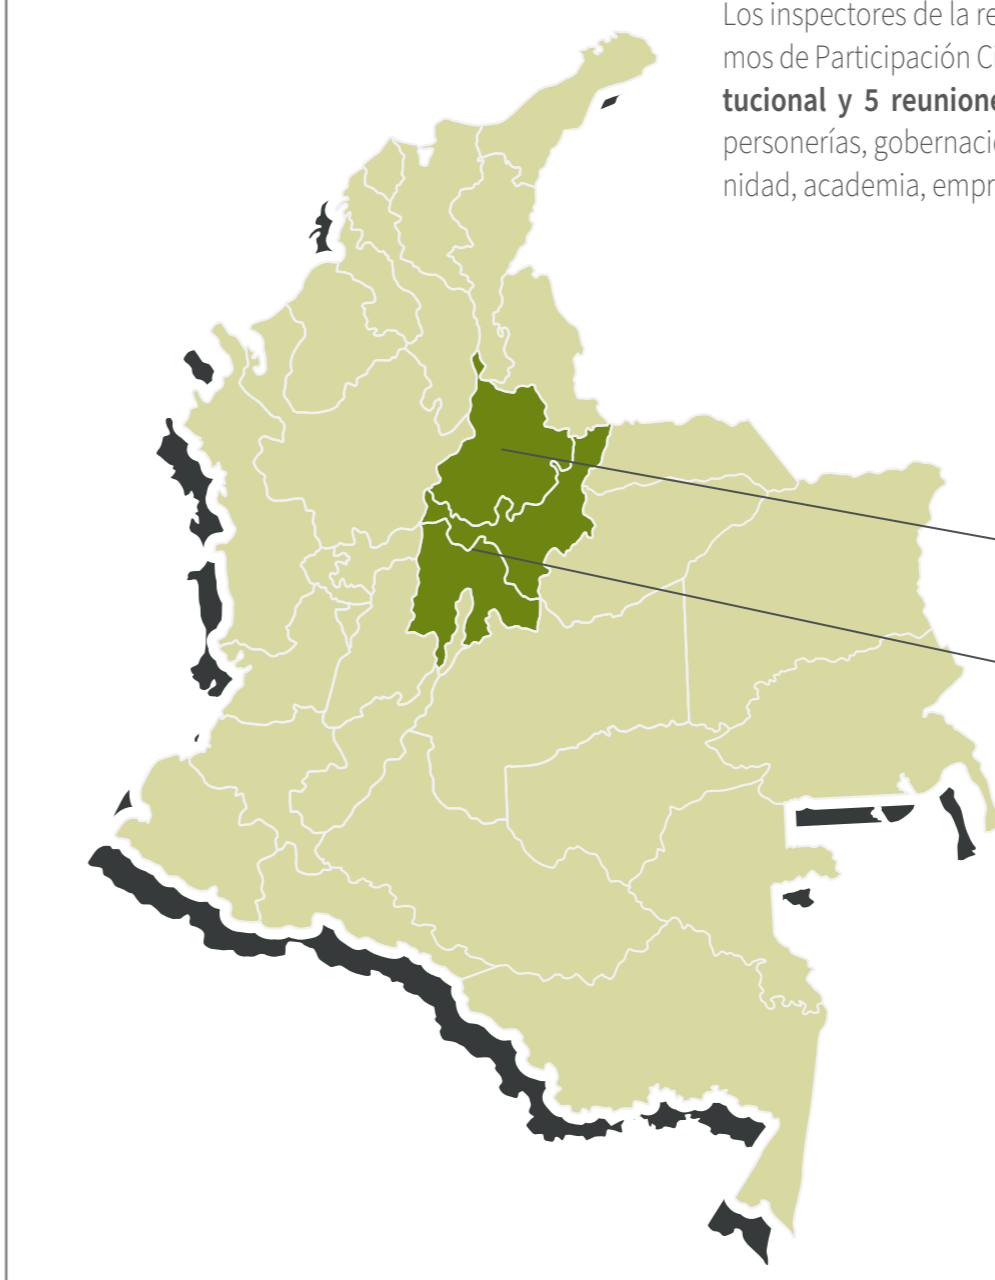 Los inspectores de la re
mos de Participación Ci
tucional y 5 reunione
personerías, gobernacio
nidad, academia, empr